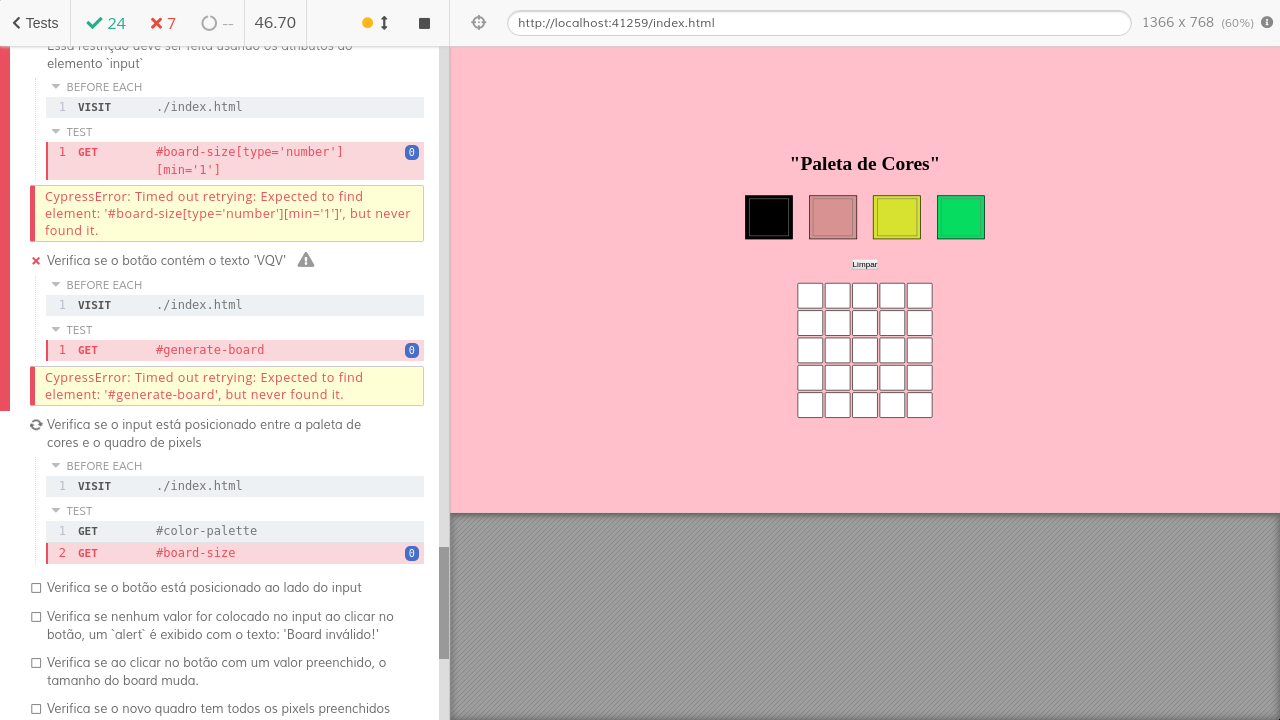 Tests
24
7
--
46.70
http://localhost:41259/index.html
1366 x 768 (60%)
Essa restrição deve ser feita usando os atributos do
elemento `input`
BEFORE EACH
1 VISIT ./index.html
TEST
1 GET #board-size[type='number']
[min='1']
0
CypressError: Timed out retrying: Expected to find
element: '#board-size[type='number'][min='1']', but never
found it.
Verifica se o botão contém o texto 'VQV'
BEFORE EACH
1 VISIT ./index.html
TEST
1 GET #generate-board 0
CypressError: Timed out retrying: Expected to find
element: '#generate-board', but never found it.
Verifica se o input está posicionado entre a paleta de
cores e o quadro de pixels
BEFORE EACH
1 VISIT ./index.html
TEST
1 GET #color-palette
2 GET #board-size 0
Verifica se o botão está posicionado ao lado do input
Verifica se nenhum valor for colocado no input ao clicar no
botão, um `alert` é exibido com o texto: 'Board inválido!'
Verifica se ao clicar no botão com um valor preenchido, o
tamanho do board muda.
Verifica se o novo quadro tem todos os pixels preenchidos
"Paleta de Cores"
Limpar